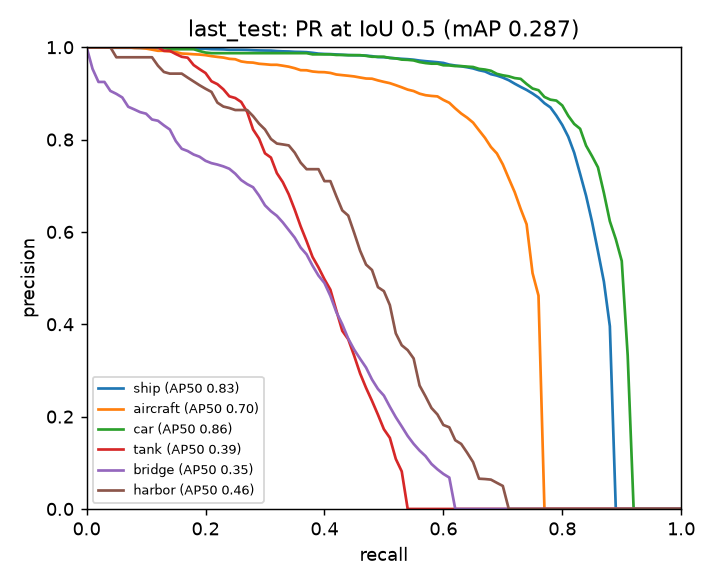 last_test: PR at IoU 0.5 (mAP 0.287)
precision
1.0
0.8
0.6
0.4
0.2
0.0
ship (AP50 0.83)
aircraft (AP50 0.70)
car (AP50 0.86)
tank (AP50 0.39)
bridge (AP50 0.35)
harbor (AP50 0.46)
0.0 0.2 0.4 0.6 0.8 1.0
recall